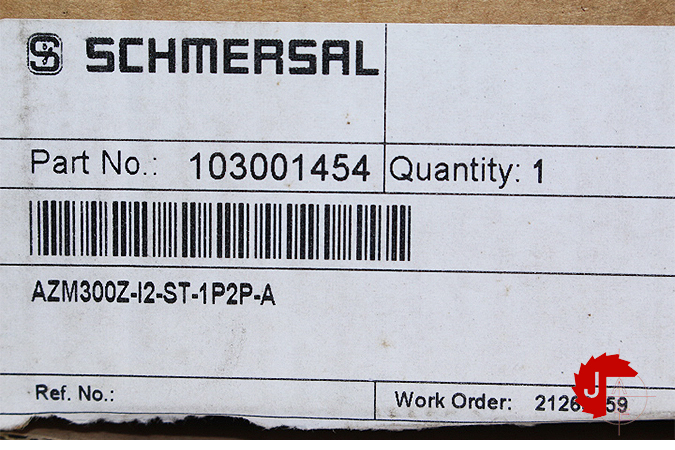 SCHMERSAL
Part No.: 103001454 Quantity: 1
AZM300Z-I2-ST-1P2P-A
Ref. No.:
Work Order:
J